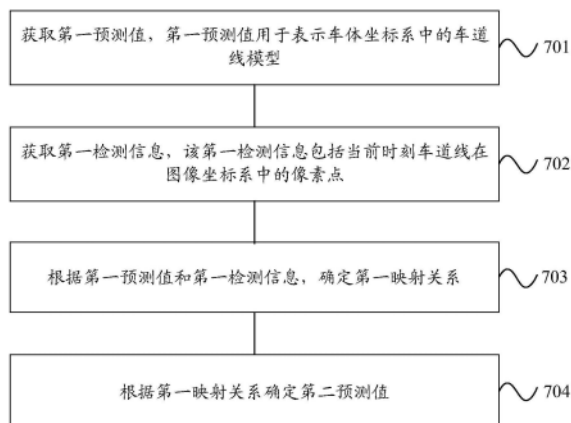 获取第一预测值，第一预测值用于表示车体坐标系中的车道
线模型
701
获取第一检测信息，该第一检测信息包括当前时刻车道线在
图像坐标系中的像素点
702
根据第一预测值和第一检测信息，确定第一映射关系
703
根据第一映射关系确定第二预测值
704